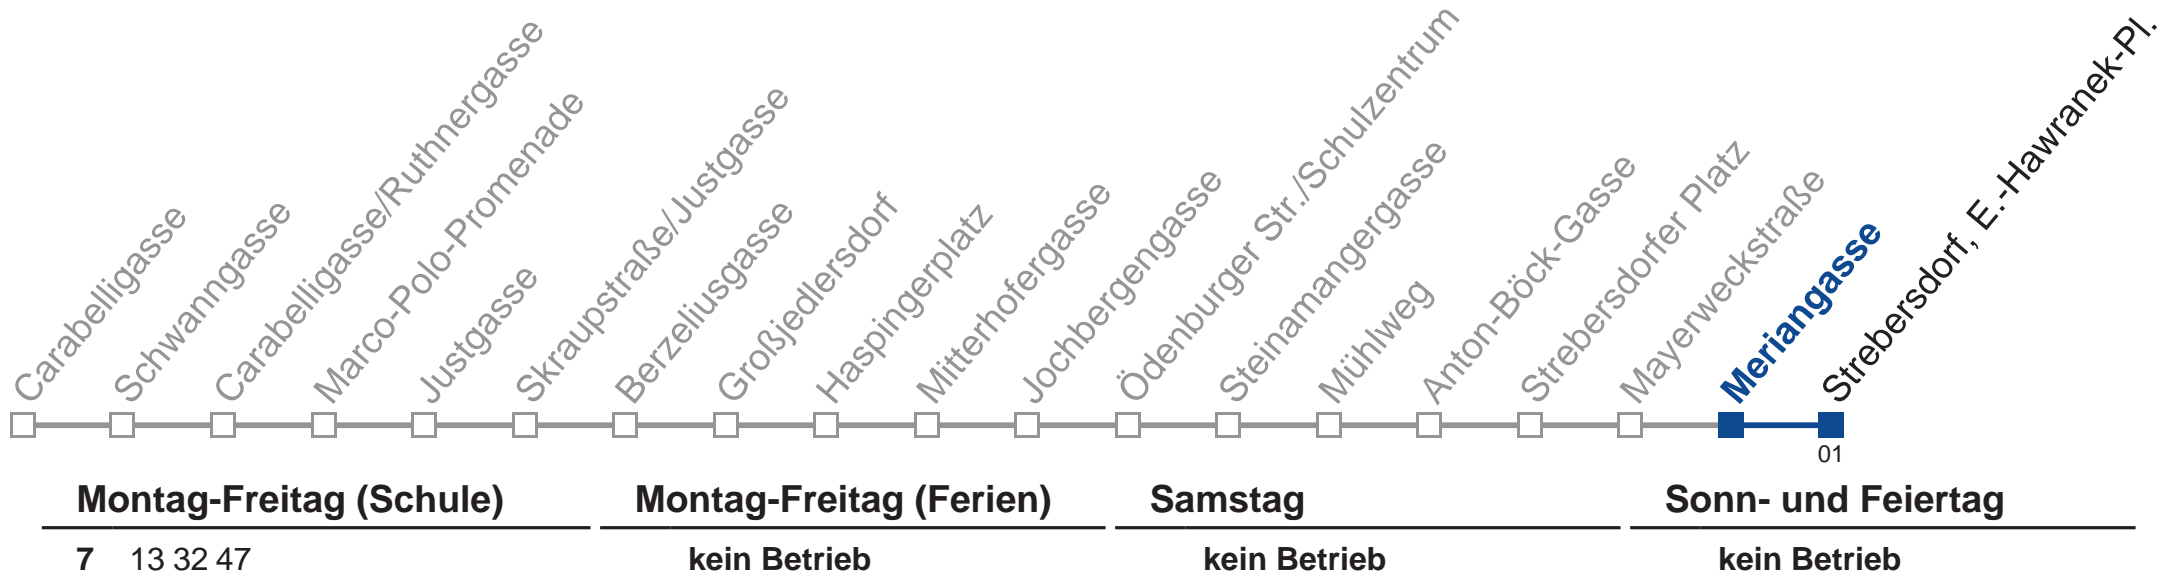 Carabelligasse
Schwanngasse
Carabelligasse/Ruthnergasse
Marco-Polo-Promenade
Justgasse
Skraupstraße/Justgasse
Berzeliusgasse
Großjedlersdorf
Haspingerplatz
Mitterhofergasse
Jochbergengasse
Ödenburger Str./Schulzentrum
Steinamangergasse
Mühlweg
Anton-Böck-Gasse
Strebersdorfer Platz
Mayerweckstraße
Meriangasse
Strebersdorf, E.-Hawranek-Pl.
01
Montag-Freitag (Schule) Montag-Freitag (Ferien) Samstag Sonn- und Feiertag
7 13 32 47 kein Betrieb kein Betrieb kein Betrieb